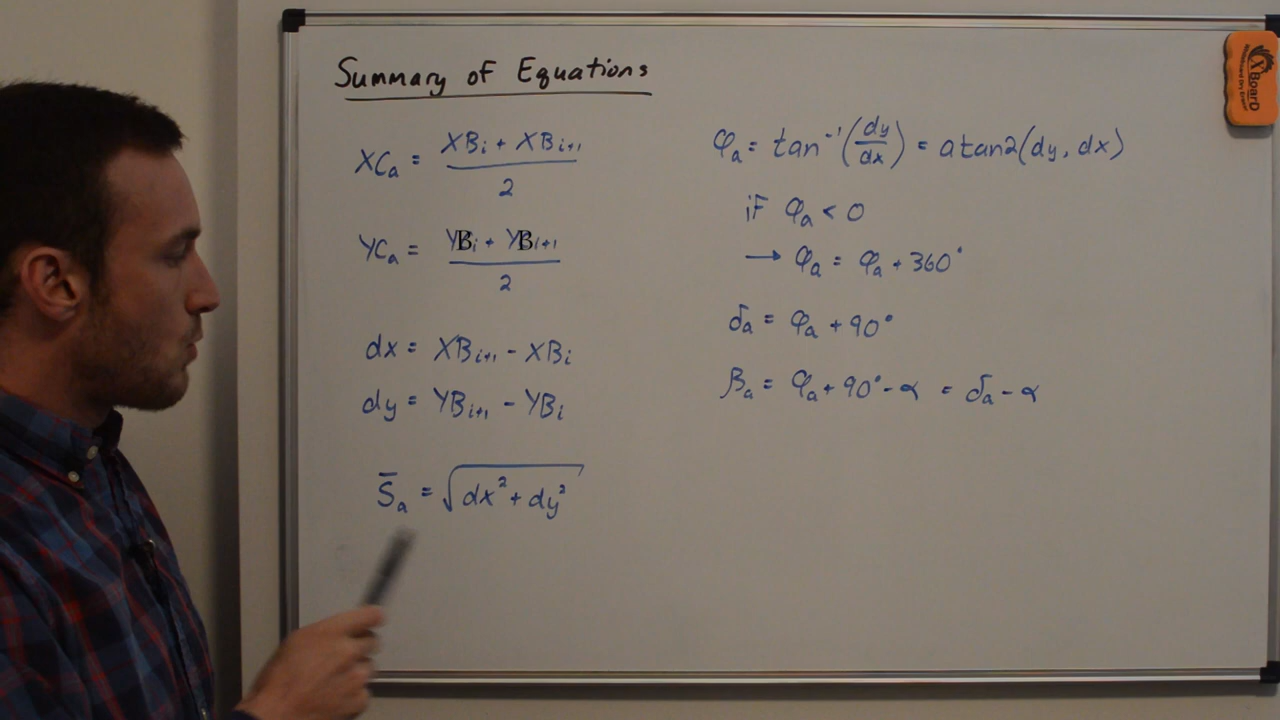 Summary of Equations
XCₐ = (XBᵢ + XBᵢ₊₁) / 2
YCₐ = (YBᵢ + YBᵢ₊₁) / 2
dx = XBᵢ₊₁ - XBᵢ
dy = YBᵢ₊₁ - YBᵢ
S̄ₐ = √(dx² + dy²)
φₐ = tan⁻¹(dy/dx) = atan2(dy, dx)
if φₐ < 0
→ φₐ = φₐ + 360°
δₐ = φₐ + 90°
βₐ = φₐ + 90° - α = δₐ - α
XBoarD